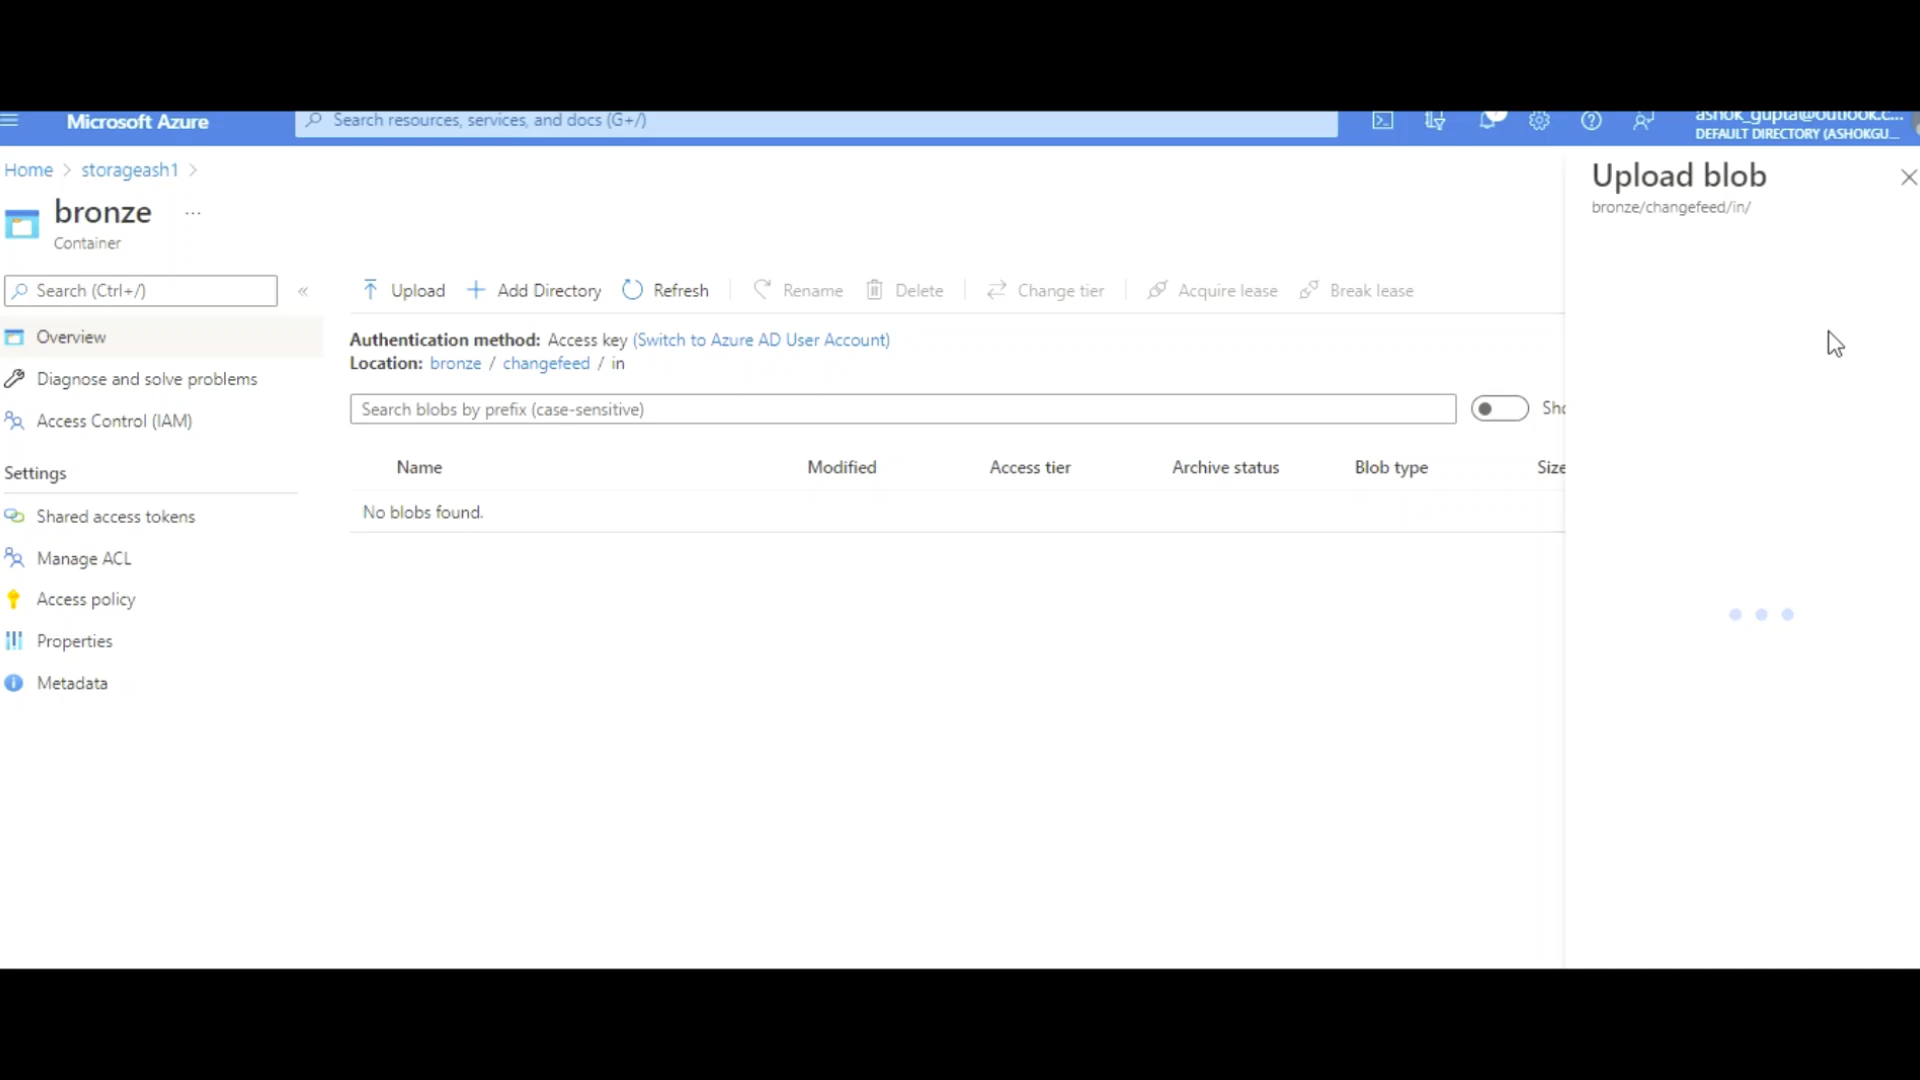 Microsoft Azure
Search resources, services, and docs (G+/)
ashok_gupta@outlook.c...
DEFAULT DIRECTORY (ASHOKGU...
Home > storageash1 >
bronze ...
Container
Search (Ctrl+/)
«
Overview
Diagnose and solve problems
Access Control (IAM)
Settings
Shared access tokens
Manage ACL
Access policy
Properties
Metadata
Upload
Add Directory
Refresh
Rename
Delete
Change tier
Acquire lease
Break lease
Authentication method: Access key (Switch to Azure AD User Account)
Location: bronze / changefeed / in
Search blobs by prefix (case-sensitive)
Sho
Name Modified Access tier Archive status Blob type Size
No blobs found.
Upload blob
bronze/changefeed/in/